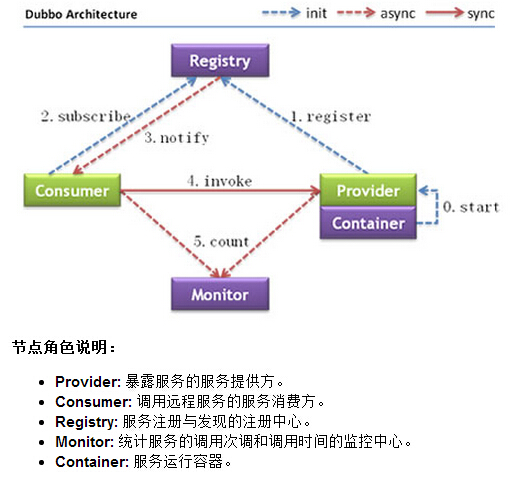 Dubbo Architecture
init
async
sync
Registry
2. subscribe
1. register
3. notify
Consumer
4. invoke
Provider
Container
0. start
5. count
Monitor
节点角色说明：
Provider: 暴露服务的服务提供方。
Consumer: 调用远程服务的服务消费方。
Registry: 服务注册与发现的注册中心。
Monitor: 统计服务的调用次调和调用时间的监控中心。
Container: 服务运行容器。